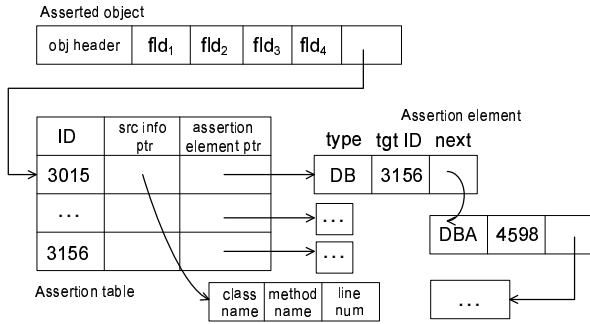 Asserted object
obj header fld₁ fld₂ fld₃ fld₄
Assertion element
ID src info ptr assertion element ptr
type tgt ID next
3015 DB 3156
... ...
DBA 4598
3156 ...
...
Assertion table
class name method name line num